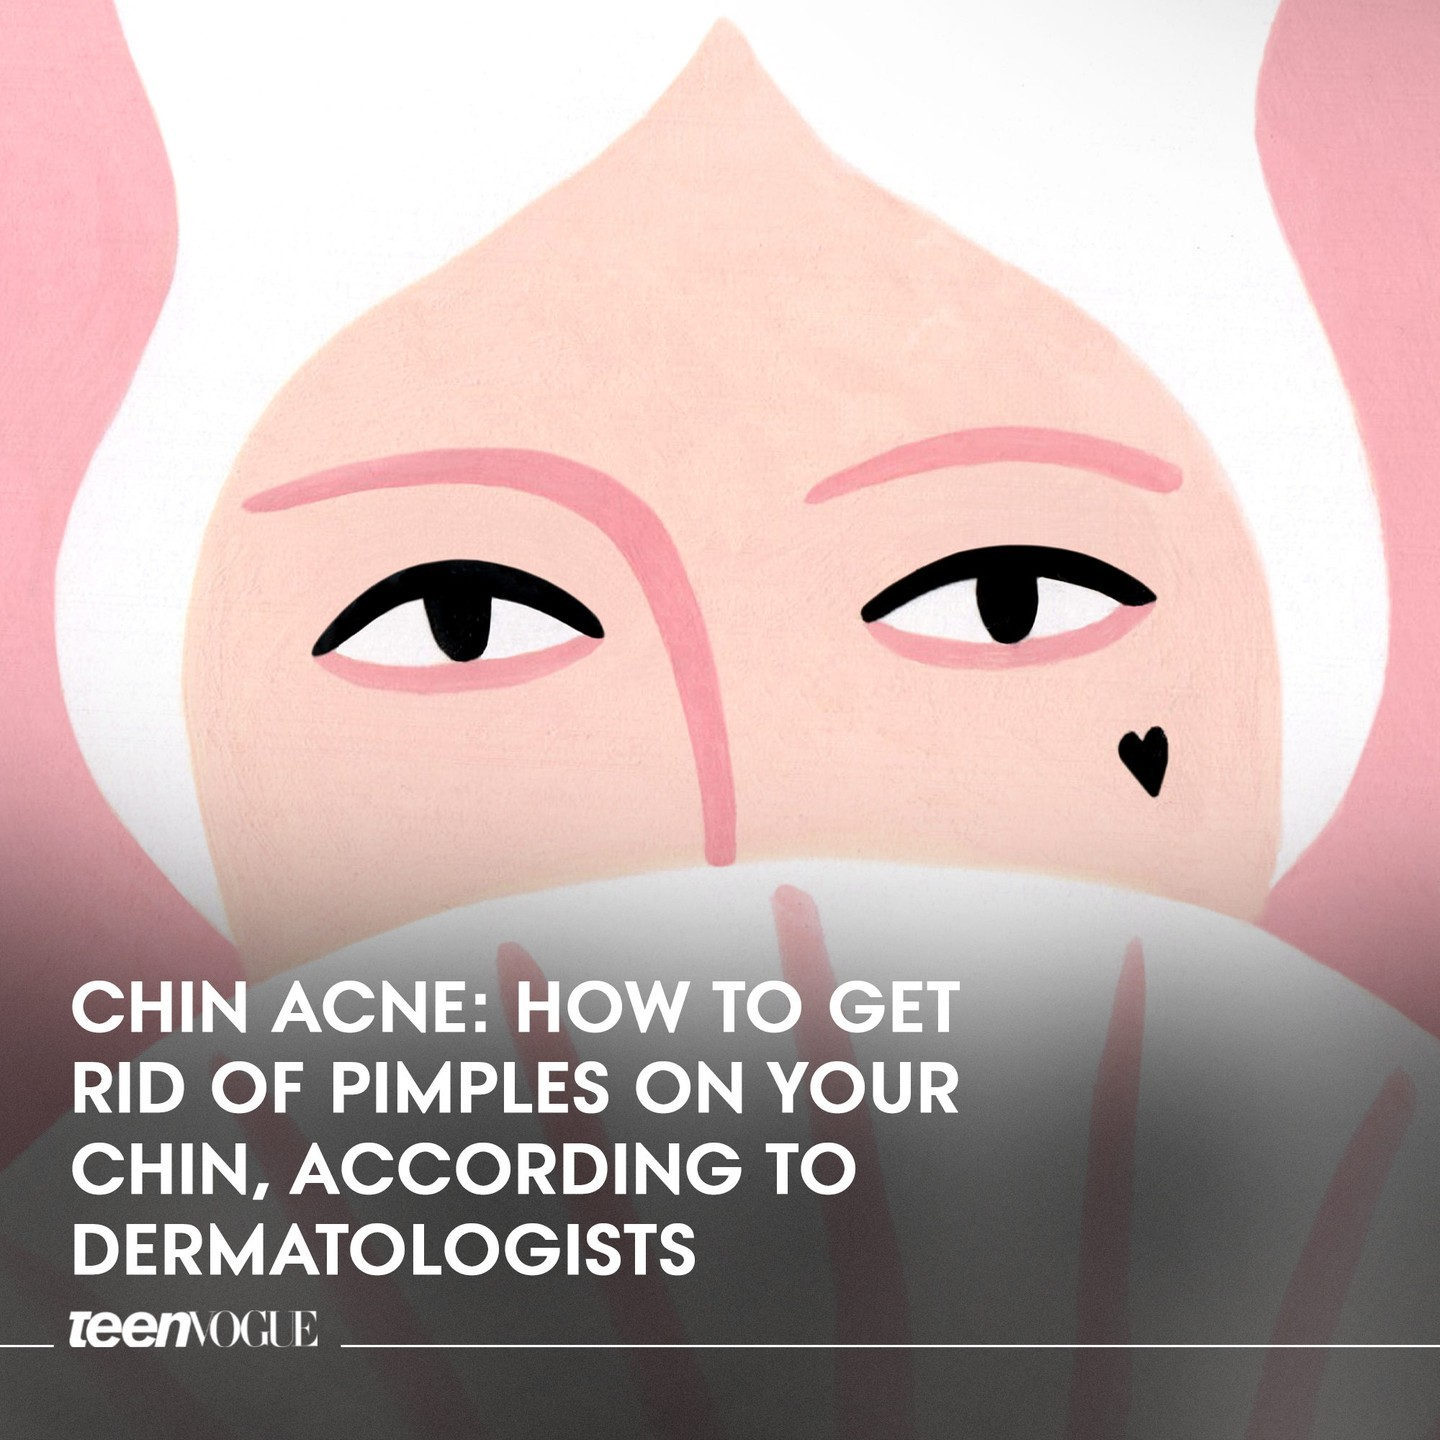 CHIN ACNE: HOW TO GET
RID OF PIMPLES ON YOUR
CHIN, ACCORDING TO
DERMATOLOGISTS
teenVOGUE